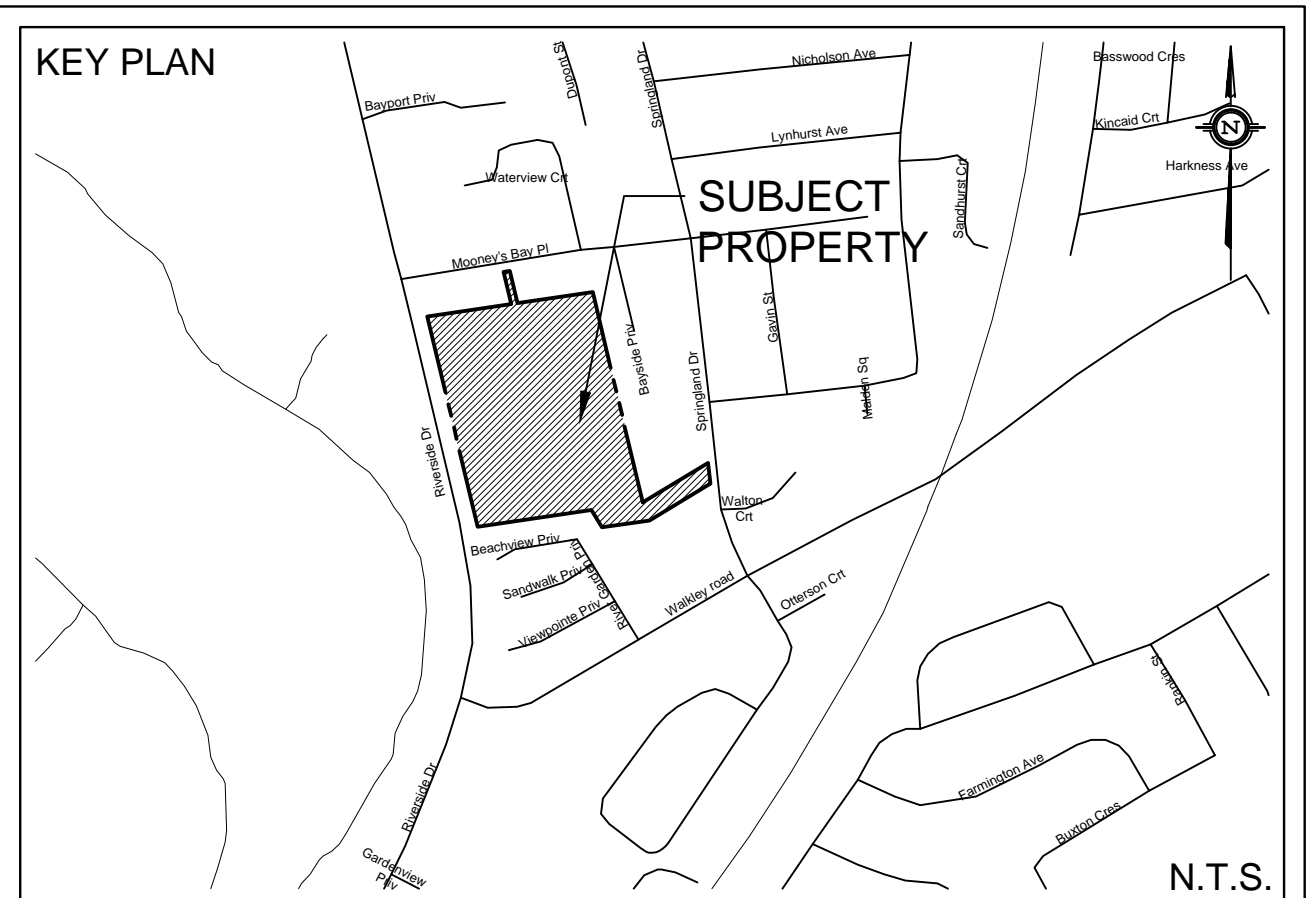 KEY PLAN
Dupont St
Springland Dr
Nicholson Ave
Basswood Cres
Bayport Priv
Lynhurst Ave
Kincaid Crt
N
Harkness Ave
Waterview Crt
Sandhurst Crt
SUBJECT
PROPERTY
Mooney's Bay Pl
Gavin St
Bayside Priv
Springland Dr
Malden Sq
Riverside Dr
Walton
Crt
Beachview Priv
Sandwalk Priv
River Garden Priv
Viewpointe Priv
Walkley road
Otterson Crt
Rankin St
Farmington Ave
Riverside Dr
Buxton Cres
Gardenview
Priv
N.T.S.